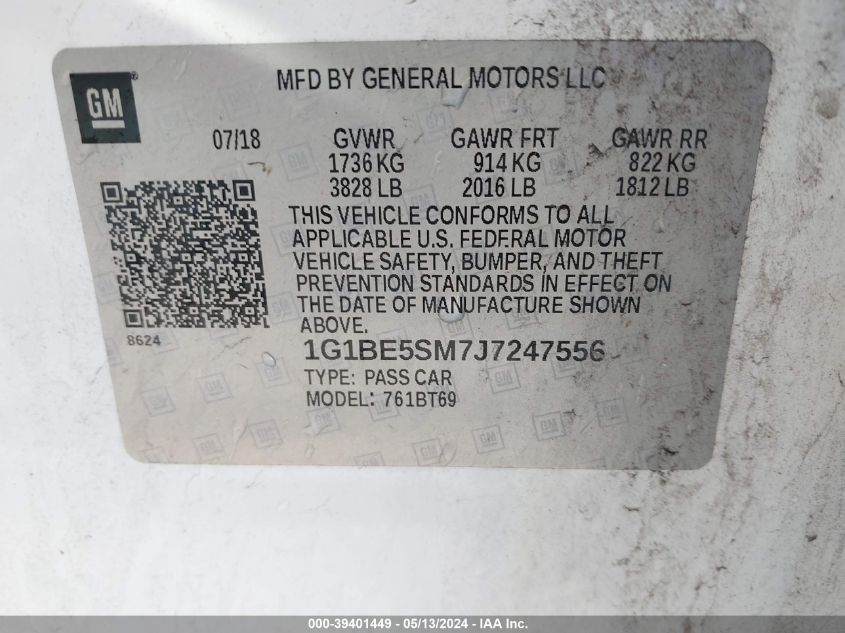 GM
MFD BY GENERAL MOTORS LLC
07/18 GVWR GAWR FRT GAWR RR
1736 KG 914 KG 822 KG
3828 LB 2016 LB 1812 LB
THIS VEHICLE CONFORMS TO ALL
APPLICABLE U.S. FEDERAL MOTOR
VEHICLE SAFETY, BUMPER, AND THEFT
PREVENTION STANDARDS IN EFFECT ON
THE DATE OF MANUFACTURE SHOWN
ABOVE.
8624
1G1BE5SM7J7247556
TYPE: PASS CAR
MODEL: 761BT69
000-39401449 - 05/13/2024 - IAA Inc.